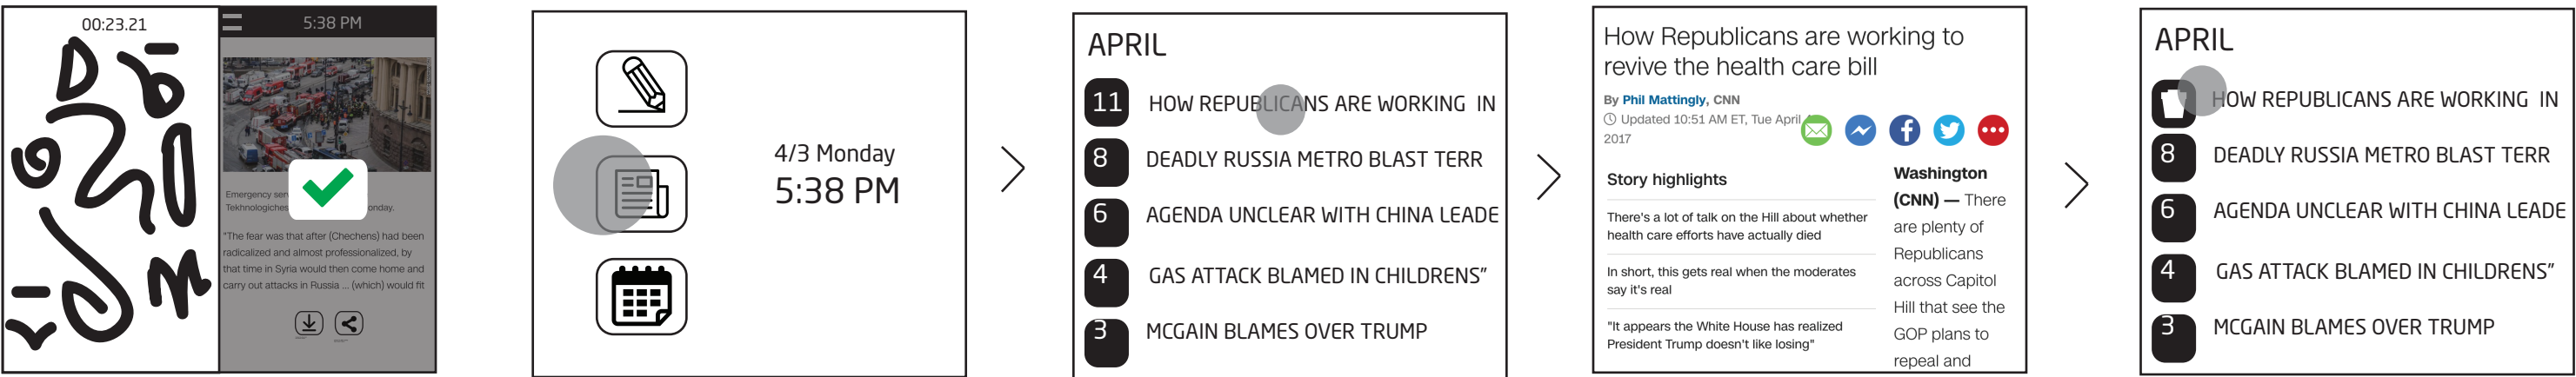 00:23.21
5:38 PM
Emergency
Tekhnologiches onday.
"The fear was that after (Chechens) had been
radicalized and almost professionalized, by
that time in Syria would then come home and
carry out attacks in Russia ... (which) would fit
4/3 Monday
5:38 PM
APRIL
11 HOW REPUBLICANS ARE WORKING IN
8 DEADLY RUSSIA METRO BLAST TERR
6 AGENDA UNCLEAR WITH CHINA LEADE
4 GAS ATTACK BLAMED IN CHILDRENS"
3 MCGAIN BLAMES OVER TRUMP
How Republicans are working to
revive the health care bill
By Phil Mattingly, CNN
Updated 10:51 AM ET, Tue April
2017
Story highlights
There's a lot of talk on the Hill about whether
health care efforts have actually died
In short, this gets real when the moderates
say it's real
"It appears the White House has realized
President Trump doesn't like losing"
Washington
(CNN) — There
are plenty of
Republicans
across Capitol
Hill that see the
GOP plans to
repeal and
APRIL
HOW REPUBLICANS ARE WORKING IN
8 DEADLY RUSSIA METRO BLAST TERR
6 AGENDA UNCLEAR WITH CHINA LEADE
4 GAS ATTACK BLAMED IN CHILDRENS"
3 MCGAIN BLAMES OVER TRUMP